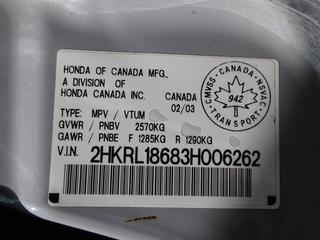 HONDA OF CANADA MFG.,
A DIVISION OF
HONDA CANADA INC. CANADA
02/03
TYPE: MPV / VTUM
GVWR / PNBV 2570KG
GAWR / PNBE F 1285KG R 1290KG
V.I.N. 2HKRL18683H006262
CANADA
CMVSS
NSVAC
942
TRANSPORT